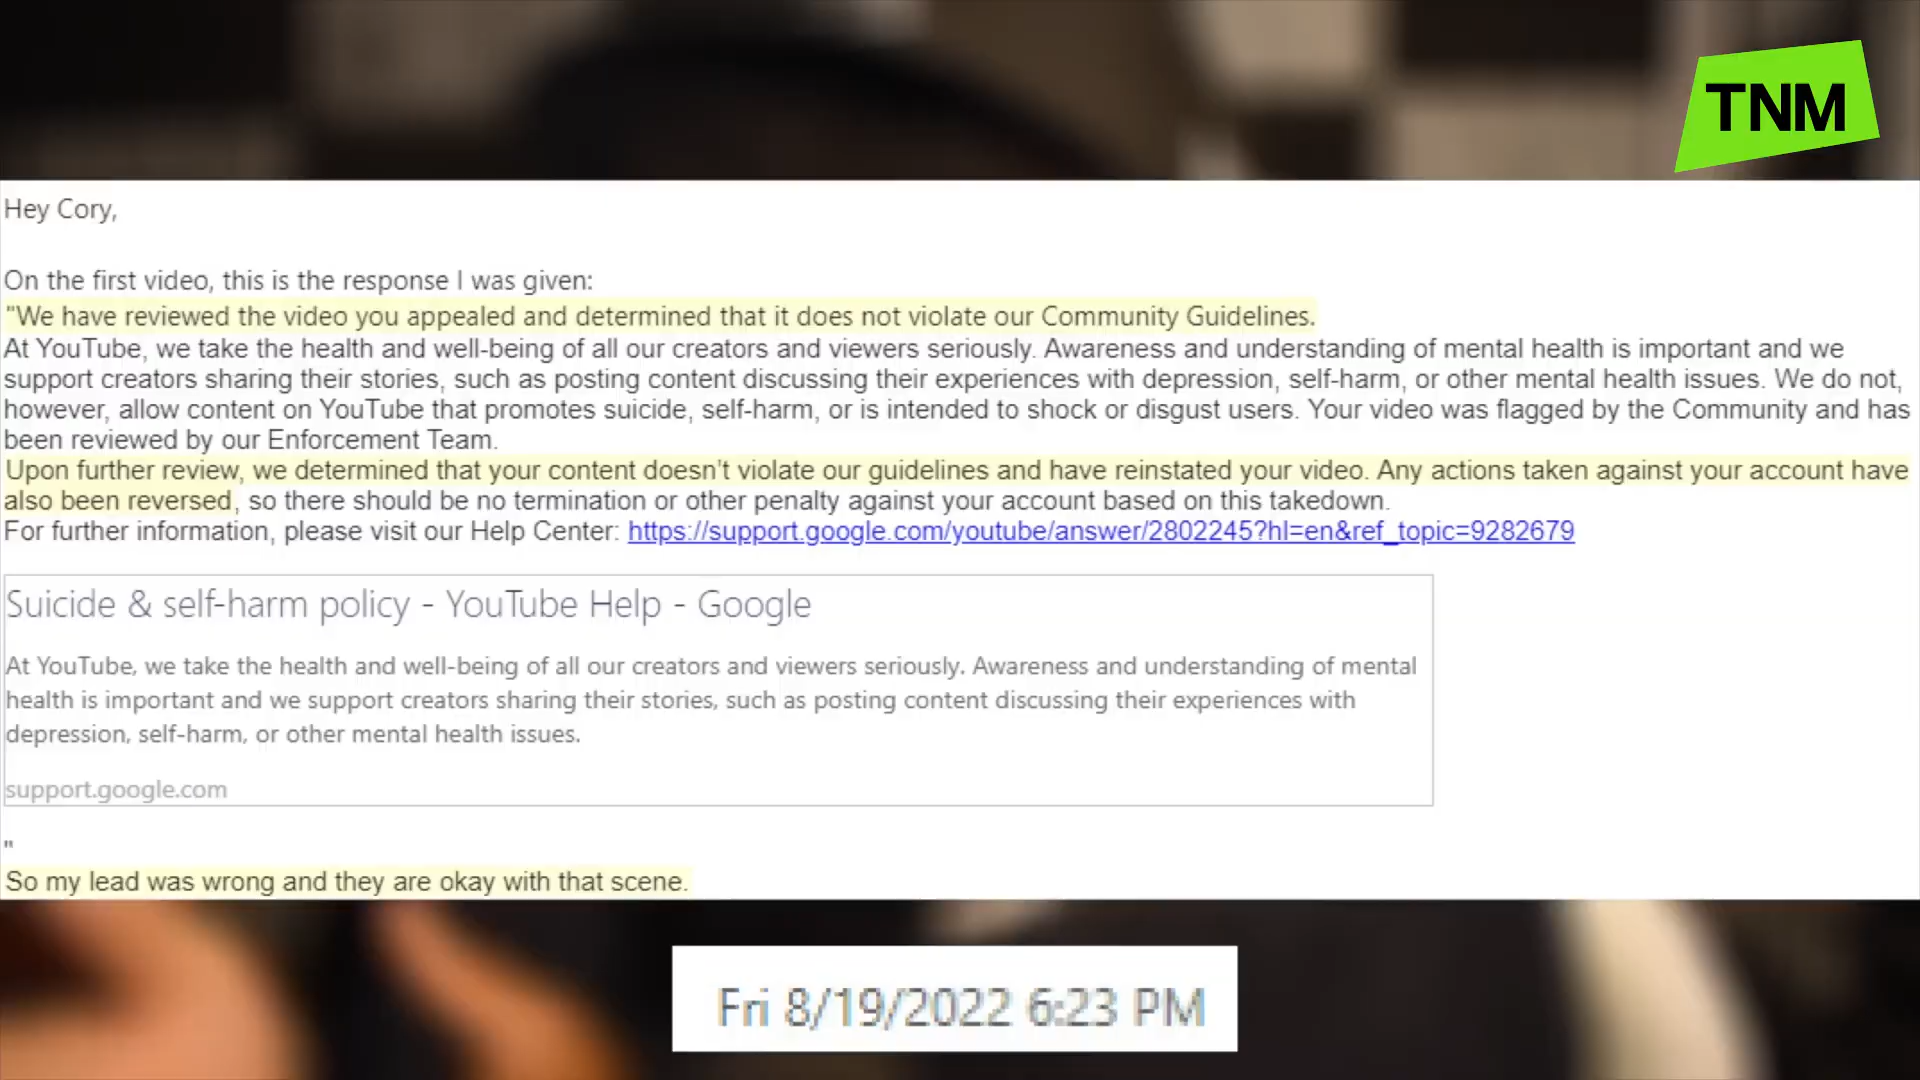 TNM
Hey Cory,
On the first video, this is the response I was given:
"We have reviewed the video you appealed and determined that it does not violate our Community Guidelines.
At YouTube, we take the health and well-being of all our creators and viewers seriously. Awareness and understanding of mental health is important and we
support creators sharing their stories, such as posting content discussing their experiences with depression, self-harm, or other mental health issues. We do not,
however, allow content on YouTube that promotes suicide, self-harm, or is intended to shock or disgust users. Your video was flagged by the Community and has
been reviewed by our Enforcement Team.
Upon further review, we determined that your content doesn't violate our guidelines and have reinstated your video. Any actions taken against your account have
also been reversed, so there should be no termination or other penalty against your account based on this takedown.
For further information, please visit our Help Center: https://support.google.com/youtube/answer/2802245?hl=en&ref_topic=9282679
Suicide & self-harm policy - YouTube Help - Google
At YouTube, we take the health and well-being of all our creators and viewers seriously. Awareness and understanding of mental
health is important and we support creators sharing their stories, such as posting content discussing their experiences with
depression, self-harm, or other mental health issues.
support.google.com
"
So my lead was wrong and they are okay with that scene.
Fri 8/19/2022 6:23 PM